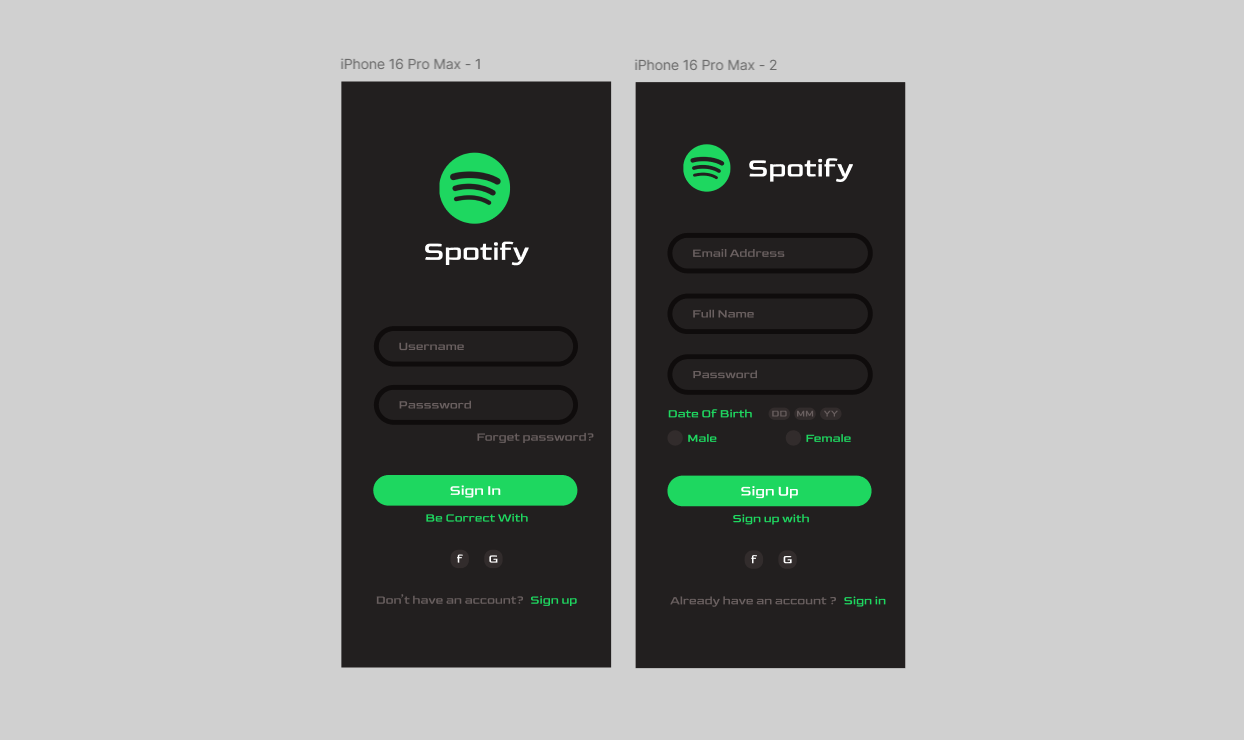 iPhone 16 Pro Max - 1
Spotify
Username
Passsword
Forget password?
Sign In
Be Correct With
f G
Don't have an account? Sign up
iPhone 16 Pro Max - 2
Spotify
Email Address
Full Name
Password
Date Of Birth DD MM YY
Male Female
Sign Up
Sign up with
f G
Already have an account ? Sign in